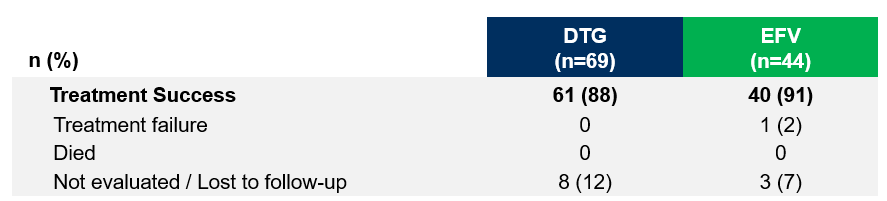 DTG EFV
n (%) (n=69) (n=44)
Treatment Success 61 (88) 40 (91)
Treatment failure 0 1 (2)
Died 0 0
Not evaluated / Lost to follow-up 8 (12) 3 (7)